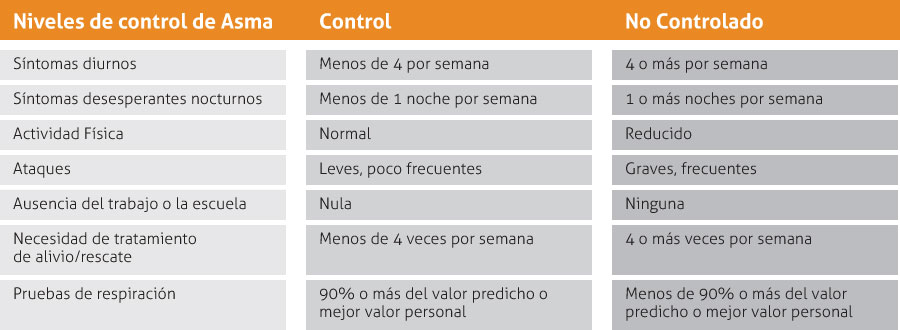 Niveles de control de Asma Control No Controlado
Síntomas diurnos Menos de 4 por semana 4 o más por semana
Síntomas desesperantes nocturnos Menos de 1 noche por semana 1 o más noches por semana
Actividad Física Normal Reducido
Ataques Leves, poco frecuentes Graves, frecuentes
Ausencia del trabajo o la escuela Nula Ninguna
Necesidad de tratamiento Menos de 4 veces por semana 4 o más veces por semana
de alivio/rescate
Pruebas de respiración 90% o más del valor predicho o Menos de 90% o más del valor
mejor valor personal predicho o mejor valor personal